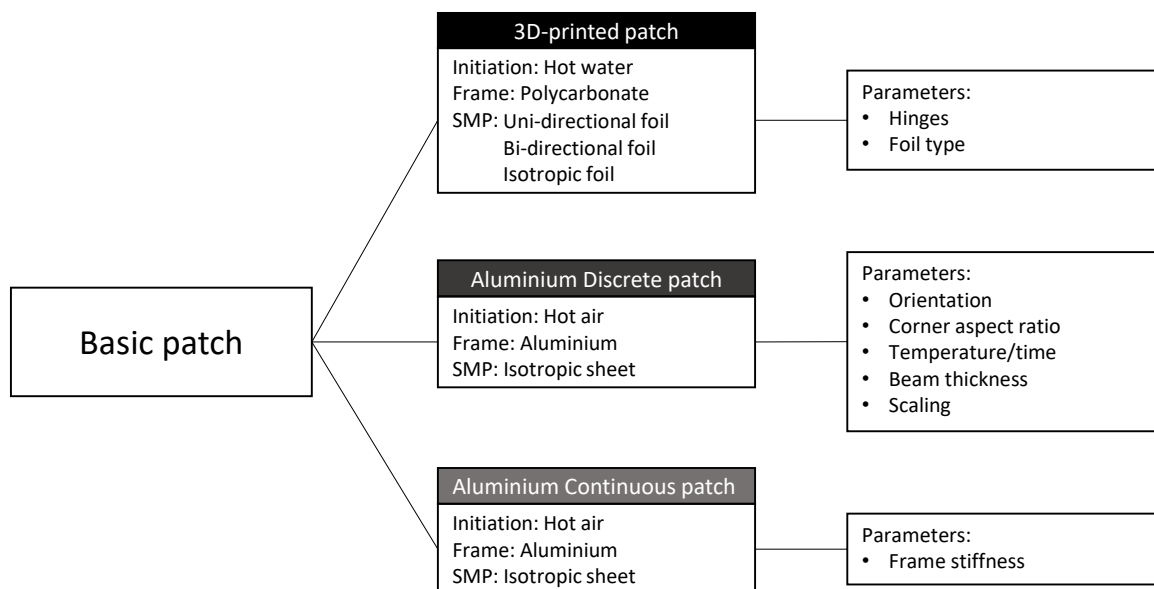 Basic patch
3D-printed patch
Initiation: Hot water
Frame: Polycarbonate
SMP: Uni-directional foil
Bi-directional foil
Isotropic foil
Parameters:
• Hinges
• Foil type
Aluminium Discrete patch
Initiation: Hot air
Frame: Aluminium
SMP: Isotropic sheet
Parameters:
• Orientation
• Corner aspect ratio
• Temperature/time
• Beam thickness
• Scaling
Aluminium Continuous patch
Initiation: Hot air
Frame: Aluminium
SMP: Isotropic sheet
Parameters:
• Frame stiffness